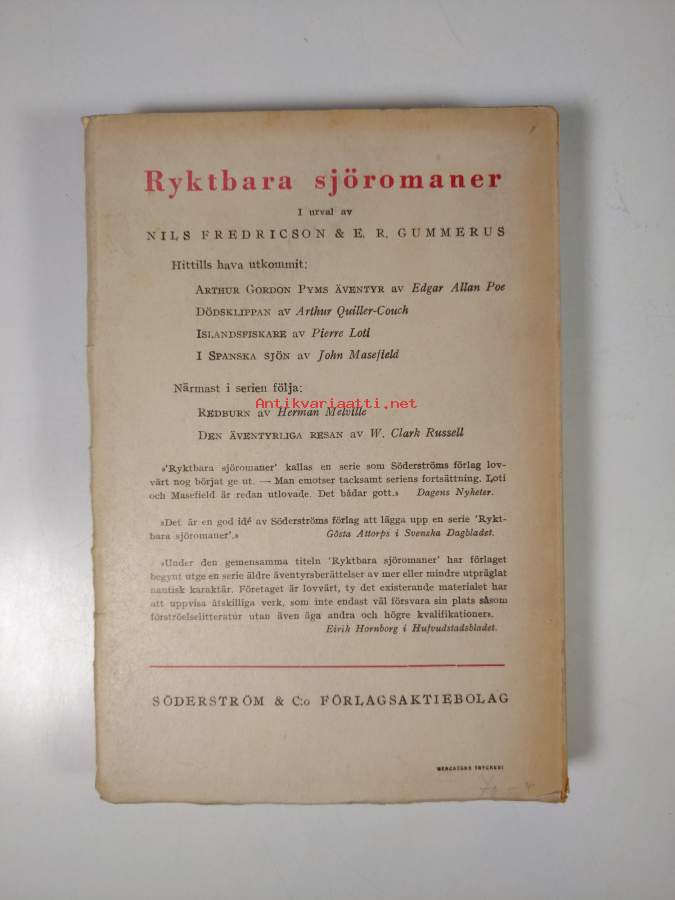 Ryktbara sjöromaner
I urval av
NILS FREDRICSON & E. R. GUMMERUS
Hittills hava utkommit:
ARTHUR GORDON PYMS ÄVENTYR av Edgar Allan Poe
DÖDSKLIPPAN av Arthur Quiller-Couch
ISLANDSFISKARE av Pierre Loti
I SPANSKA SJÖN av John Masefield
Närmast i serien följa:
Antikvariaatti.net
REDBURN av Herman Melville
DEN ÄVENTYRLIGA RESAN av W. Clark Russell
»'Ryktbara sjöromaner' kallas en serie som Söderströms förlag lov-
värt nog börjat ge ut. — Man emotser tacksamt seriens fortsättning. Loti
och Masefield är redan utlovade. Det bådar gott.» Dagens Nyheter.
»Det är en god idé av Söderströms förlag att lägga upp en serie 'Rykt-
bara sjöromaner'.» Gösta Attorps i Svenska Dagbladet.
»Under den gemensamma titeln 'Ryktbara sjöromaner' har förlaget
begynt utge en serie äldre äventyrsberättelser av mer eller mindre utpräglat
nautisk karaktär. Företaget är lovvärt, ty det existerande materialet har
att uppvisa åtskilliga verk, som inte endast väl försvara sin plats såsom
förströelselitteratur utan även äga andra och högre kvalifikationer».
Eirik Hornborg i Hufvudstadsbladet.
SÖDERSTRÖM & C:o FÖRLAGSAKTIEBOLAG
MERCATORS TRYCKERI